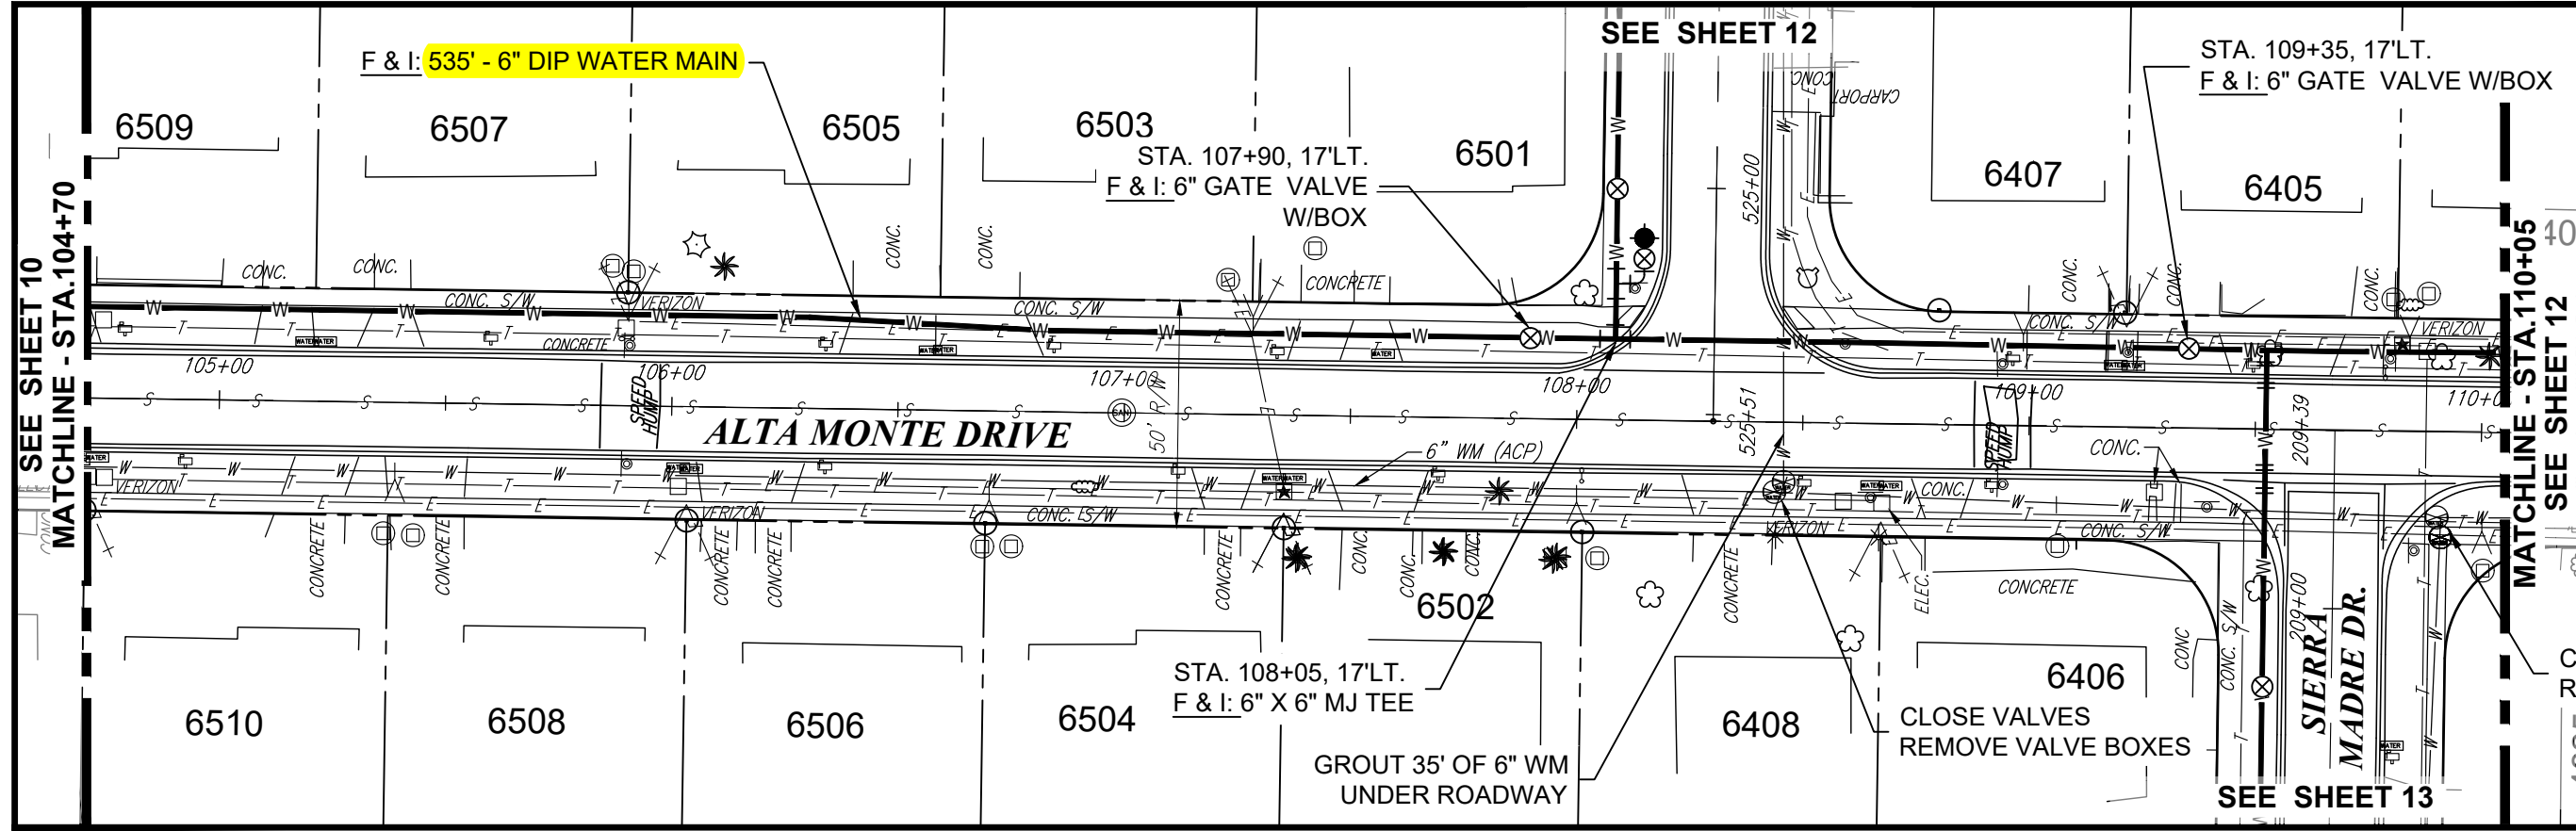 SEE SHEET 12
F & I: 535' - 6" DIP WATER MAIN
STA. 109+35, 17'LT.
F & I: 6" GATE VALVE W/BOX
CONC.
CARPORT
6509
6507
6505
6503
6501
6407
6405
40
STA. 107+90, 17'LT.
F & I: 6" GATE VALVE
W/BOX
525+00
SEE SHEET 10
MATCHLINE - STA.104+70
MATCHLINE - STA.110+05
SEE SHEET 12
CONC.
CONC.
CONC.
CONC.
CONCRETE
CONC.
CONC.
CONC.
CONC. S/W
VERIZON
CONC. S/W
CONC. S/W
VERIZON
CONCRETE
105+00
106+00
107+00
108+00
109+00
110+0
SPEED
HUMP
SPEED
HUMP
SAN
50' R/W
525+51
209+39
ALTA MONTE DRIVE
6" WM (ACP)
CONC.
VERIZON
VERIZON
VERIZON
CONC.
CONC. S/W
CONC. S/W
CONCRETE
CONCRETE
CONCRETE
CONCRETE
CONCRETE
CONC.
CONC.
CONC.
CONCRETE
ELEC.
CONCRETE
CONC
CONC. S/W
209+00
SIERRA
MADRE DR.
6502
6510
6508
6506
6504
6408
6406
STA. 108+05, 17'LT.
F & I: 6" X 6" MJ TEE
GROUT 35' OF 6" WM
UNDER ROADWAY
CLOSE VALVES
REMOVE VALVE BOXES
C
R
SEE SHEET 13